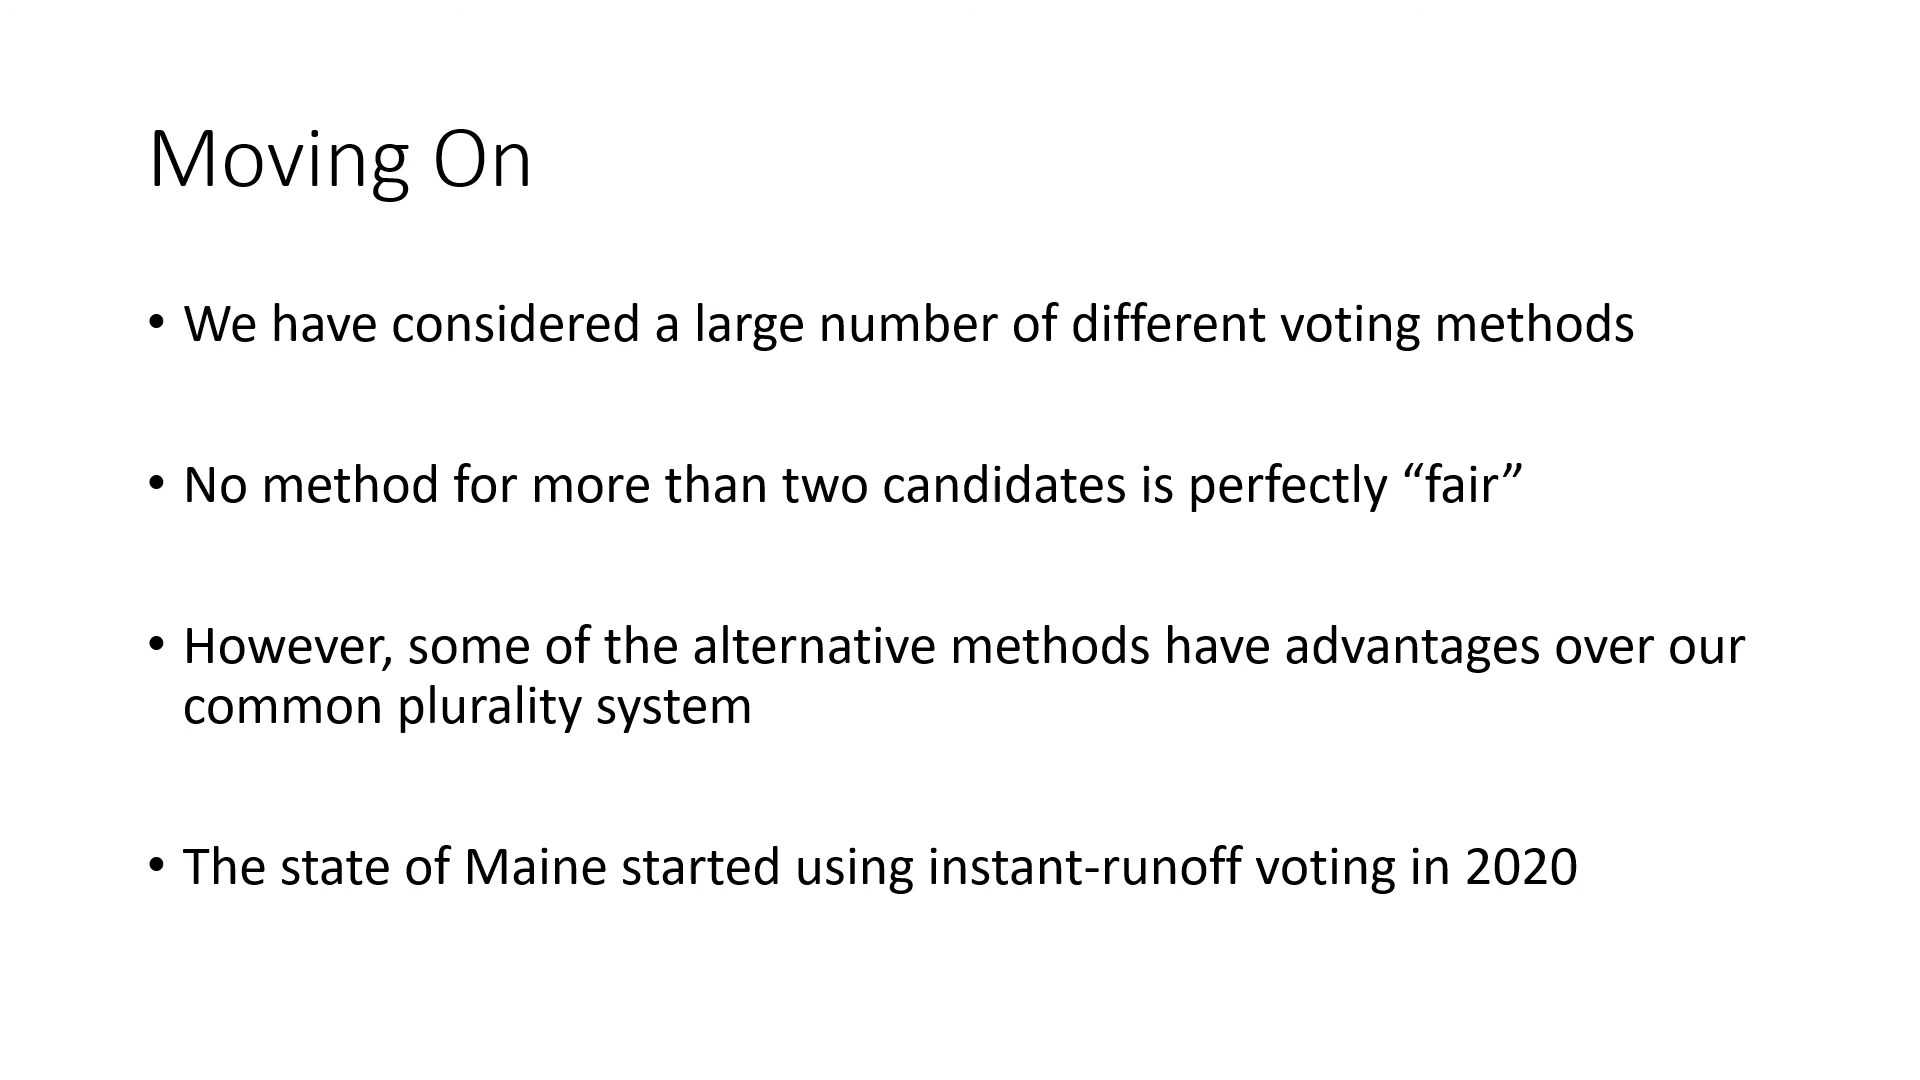 Moving On
• We have considered a large number of different voting methods
• No method for more than two candidates is perfectly “fair”
• However, some of the alternative methods have advantages over our
common plurality system
• The state of Maine started using instant-runoff voting in 2020